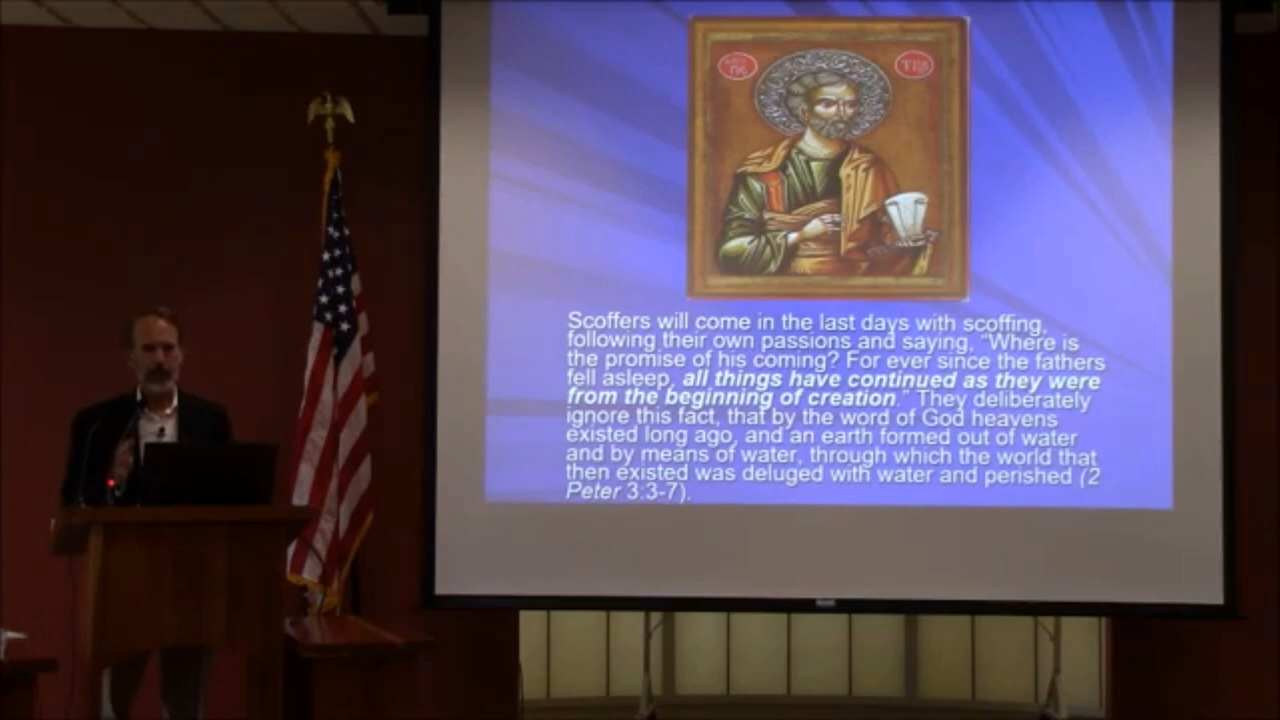 Scoffers will come in the last days with scoffing,
following their own passions and saying, "Where is
the promise of his coming? For ever since the fathers
fell asleep, all things have continued as they were
from the beginning of creation." They deliberately
ignore this fact, that by the word of God heavens
existed long ago, and an earth formed out of water
and by means of water, through which the world that
then existed was deluged with water and perished (2
Peter 3:3-7).